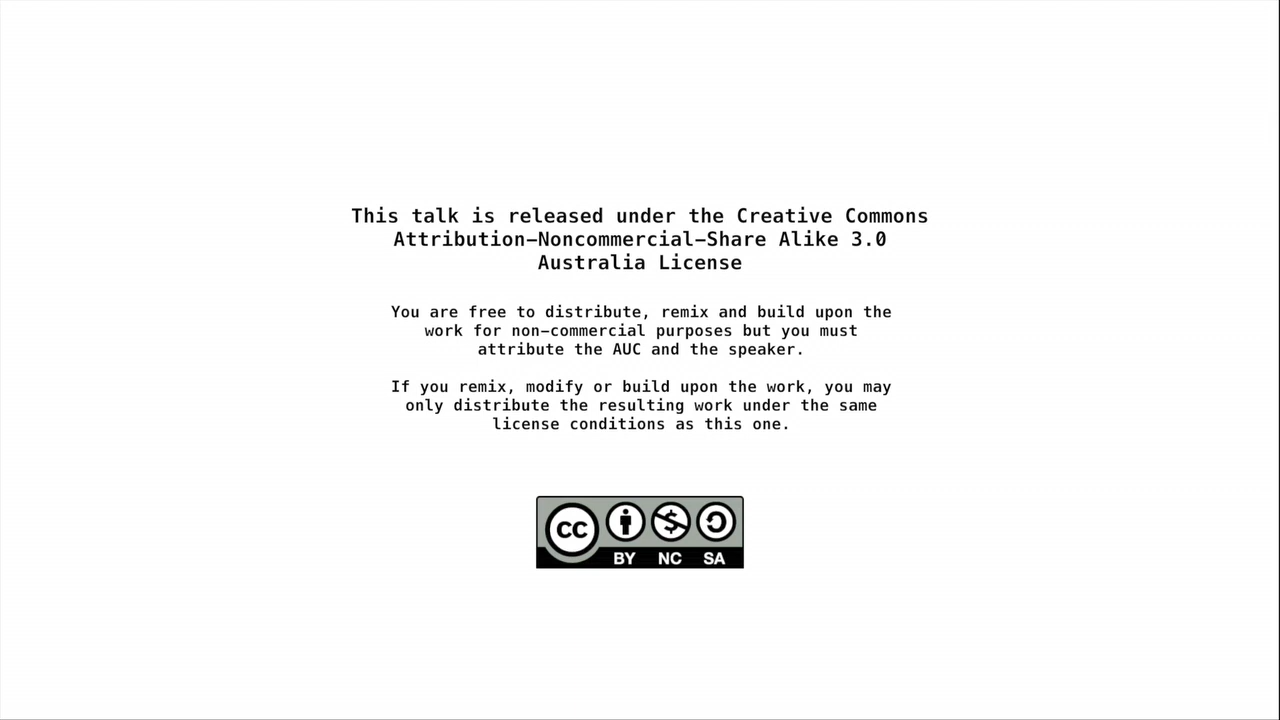 This talk is released under the Creative Commons
Attribution-Noncommercial-Share Alike 3.0
Australia License
You are free to distribute, remix and build upon the
work for non-commercial purposes but you must
attribute the AUC and the speaker.
If you remix, modify or build upon the work, you may
only distribute the resulting work under the same
license conditions as this one.
CC
BY NC SA